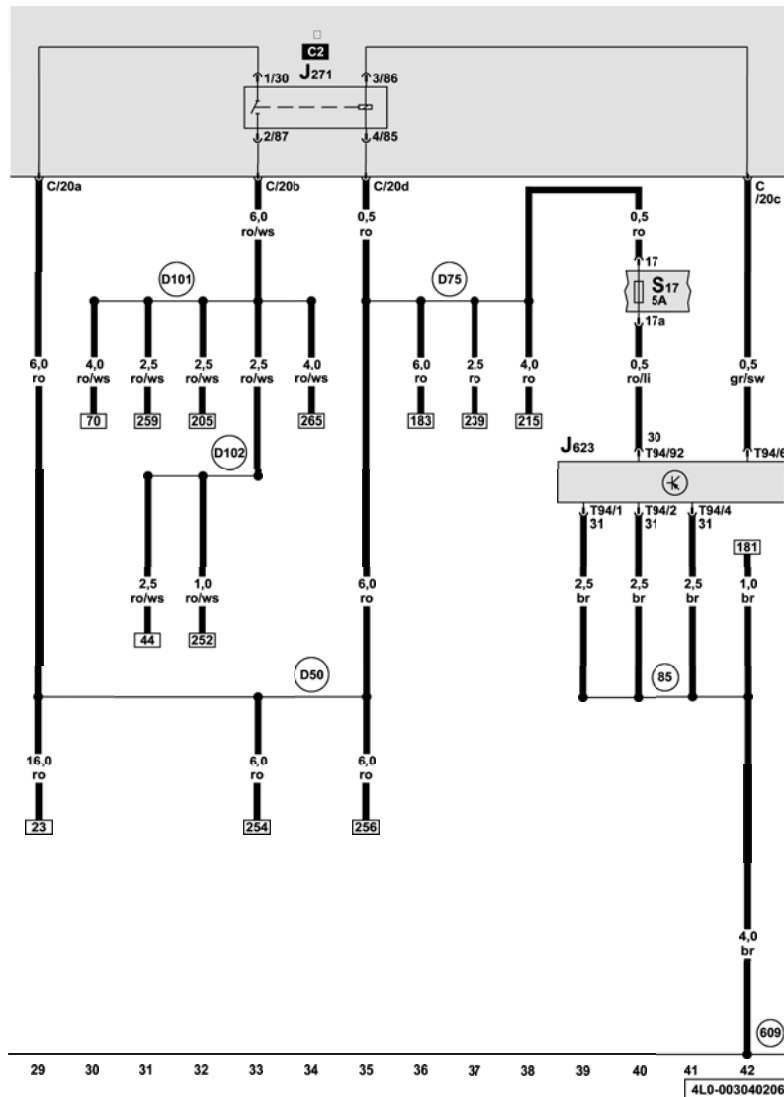 C2
J271
1/30 3/86
2/87 4/85
C/20a C/20b C/20d C
/20c
6,0 0,5 0,5
ro/ws ro ro
17
D101 D75 S17
5A
17a
6,0 4,0 2,5 2,5 2,5 4,0 6,0 2,5 4,0 0,5 0,5
ro ro/ws ro/ws ro/ws ro/ws ro/ws ro ro ro ro/li gr/sw
70 259 205 265 183 239 215
30
D102 J623 T94/92 T94/6
T94/1 T94/2 T94/4
31 31 31
181
2,5 1,0 6,0 2,5 2,5 2,5 1,0
ro/ws ro/ws ro br br br br
44 252
D50 85
16,0 6,0 6,0
ro ro ro
23 254 256
4,0
br
609
29 30 31 32 33 34 35 36 37 38 39 40 41 42
4L0-003040206